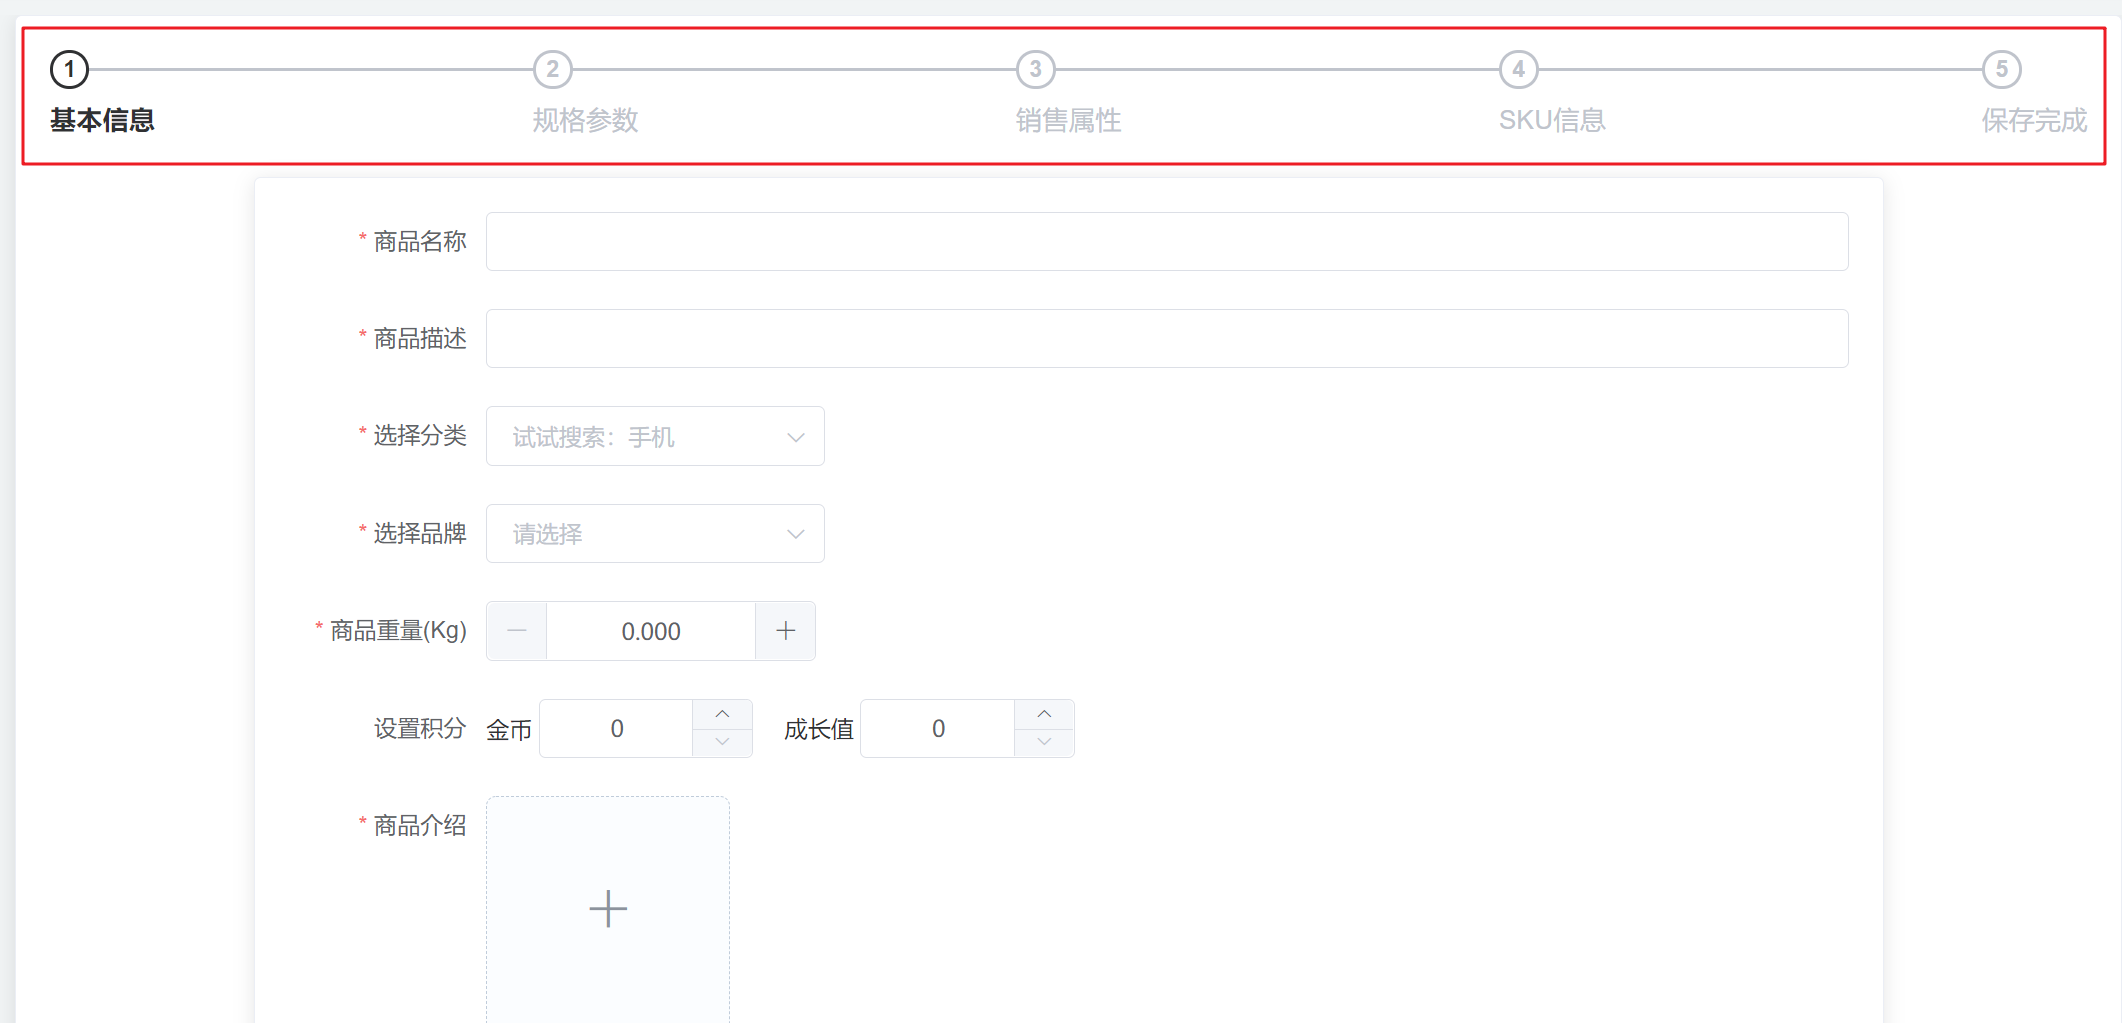 1 2 3 4 5
基本信息 规格参数 销售属性 SKU信息 保存完成
* 商品名称
* 商品描述
* 选择分类 试试搜索：手机
* 选择品牌 请选择
* 商品重量(Kg) 0.000
设置积分 金币 0 成长值 0
* 商品介绍